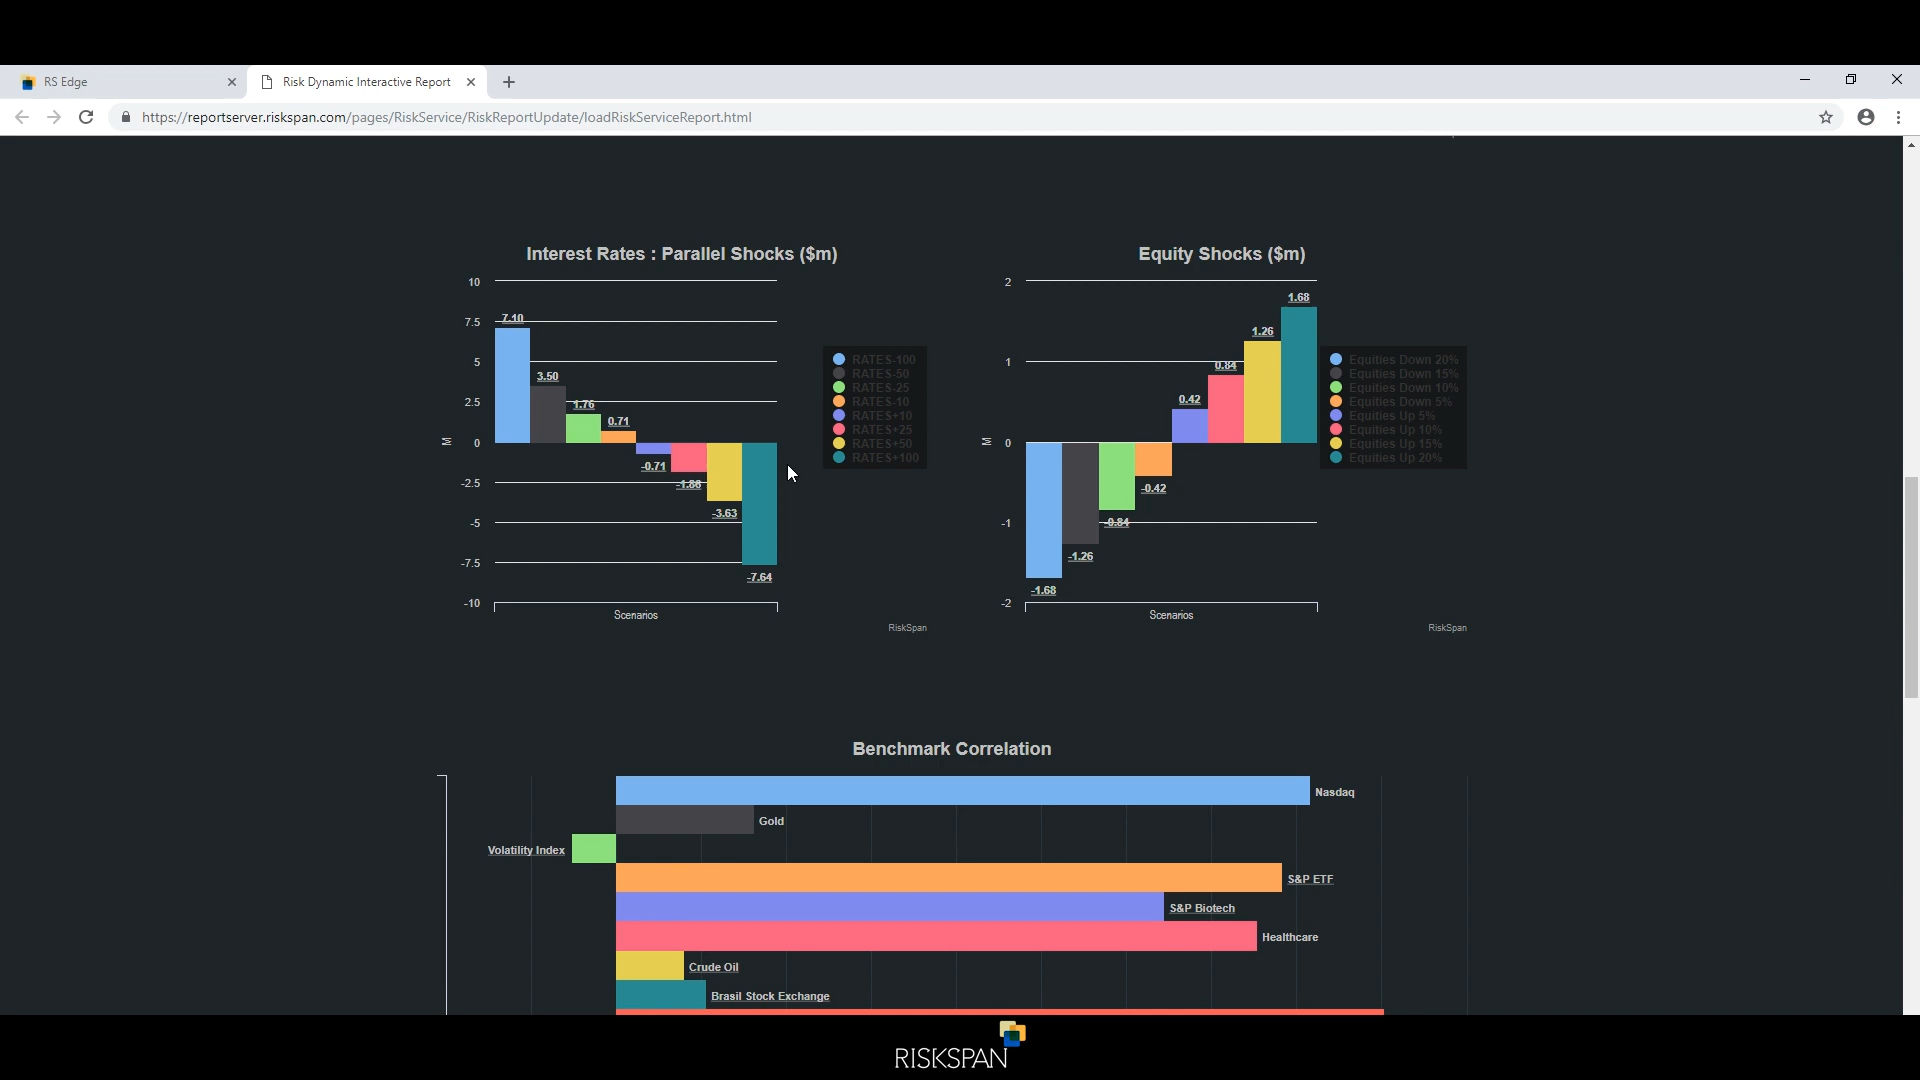 RS Edge
Risk Dynamic Interactive Report
https://reportserver.riskspan.com/pages/RiskService/RiskReportUpdate/loadRiskServiceReport.html
Interest Rates : Parallel Shocks ($m)
10
7.5
5
2.5
0
-2.5
-5
-7.5
-10
M
7.10
3.50
1.76
0.71
-0.71
-1.86
-3.63
-7.64
Scenarios
RATES-100
RATES-50
RATES-25
RATES-10
RATES+10
RATES+25
RATES+50
RATES+100
RiskSpan
Equity Shocks ($m)
2
1
0
-1
-2
M
-1.68
-1.26
-0.84
-0.42
0.42
0.84
1.26
1.68
Scenarios
Equities Down 20%
Equities Down 15%
Equities Down 10%
Equities Down 5%
Equities Up 5%
Equities Up 10%
Equities Up 15%
Equities Up 20%
RiskSpan
Benchmark Correlation
Nasdaq
Gold
Volatility Index
S&P ETF
S&P Biotech
Healthcare
Crude Oil
Brasil Stock Exchange
RISKSPAN